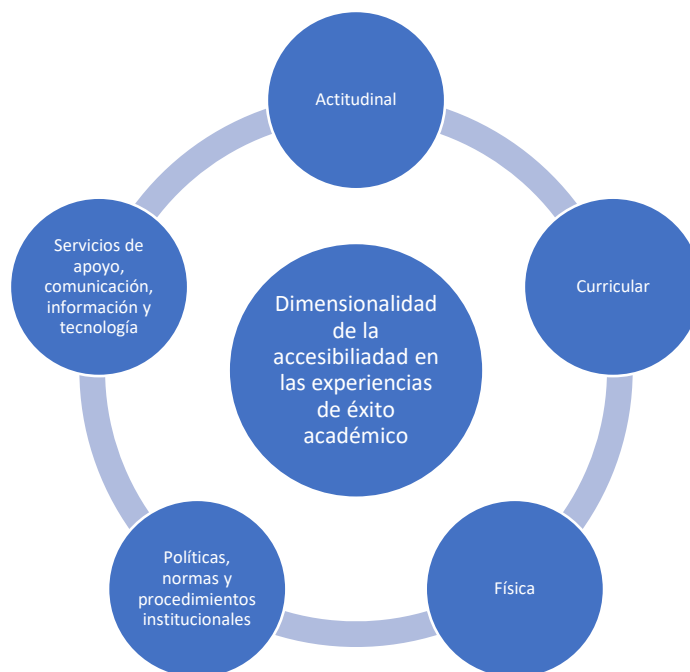 Actitudinal
Servicios de
apoyo,
comunicación,
información y
tecnología
Curricular
Dimensionalidad
de la
accesibiliadad en
las experiencias
de éxito
académico
Políticas,
normas y
procedimientos
institucionales
Física